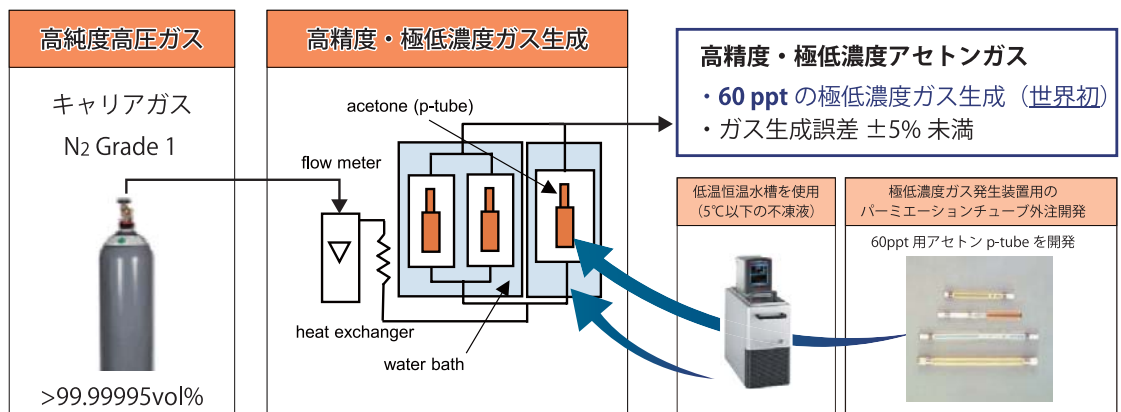 高純度高圧ガス
キャリアガス
N2 Grade 1
>99.99995vol%
高精度・極低濃度ガス生成
acetone (p-tube)
flow meter
heat exchanger
water bath
高精度・極低濃度アセトンガス
・60 ppt の極低濃度ガス生成（世界初）
・ガス生成誤差 ±5% 未満
低温恒温水槽を使用
（5℃以下の不凍液）
極低濃度ガス発生装置用の
パーミエーションチューブ外注開発
60ppt 用アセトン p-tube を開発